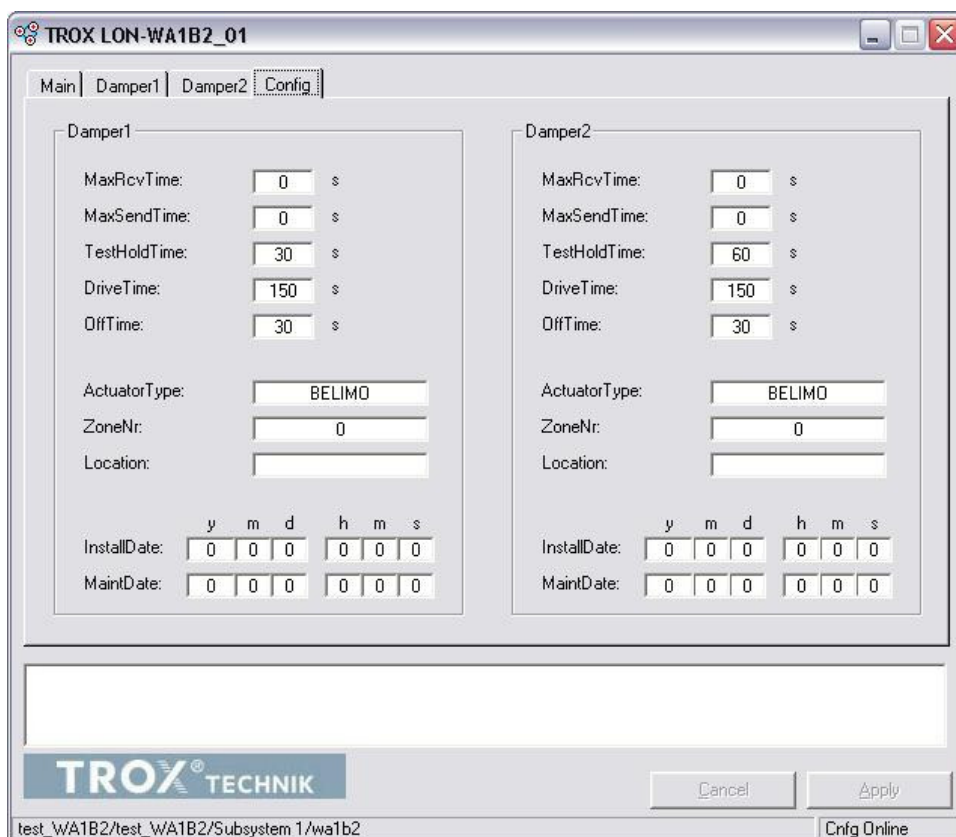 TROX LON-WA1B2_01
Main Damper1 Damper2 Config
Damper1
MaxRcvTime: 0 s
MaxSendTime: 0 s
TestHoldTime: 30 s
DriveTime: 150 s
OffTime: 30 s
ActuatorType: BELIMO
ZoneNr: 0
Location:
y m d h m s
InstallDate: 0 0 0 0 0 0
MaintDate: 0 0 0 0 0 0
Damper2
MaxRcvTime: 0 s
MaxSendTime: 0 s
TestHoldTime: 60 s
DriveTime: 150 s
OffTime: 30 s
ActuatorType: BELIMO
ZoneNr: 0
Location:
y m d h m s
InstallDate: 0 0 0 0 0 0
MaintDate: 0 0 0 0 0 0
TROX® TECHNIK
Cancel Apply
test_WA1B2/test_WA1B2/Subsystem 1/wa1b2 Cnfg Online